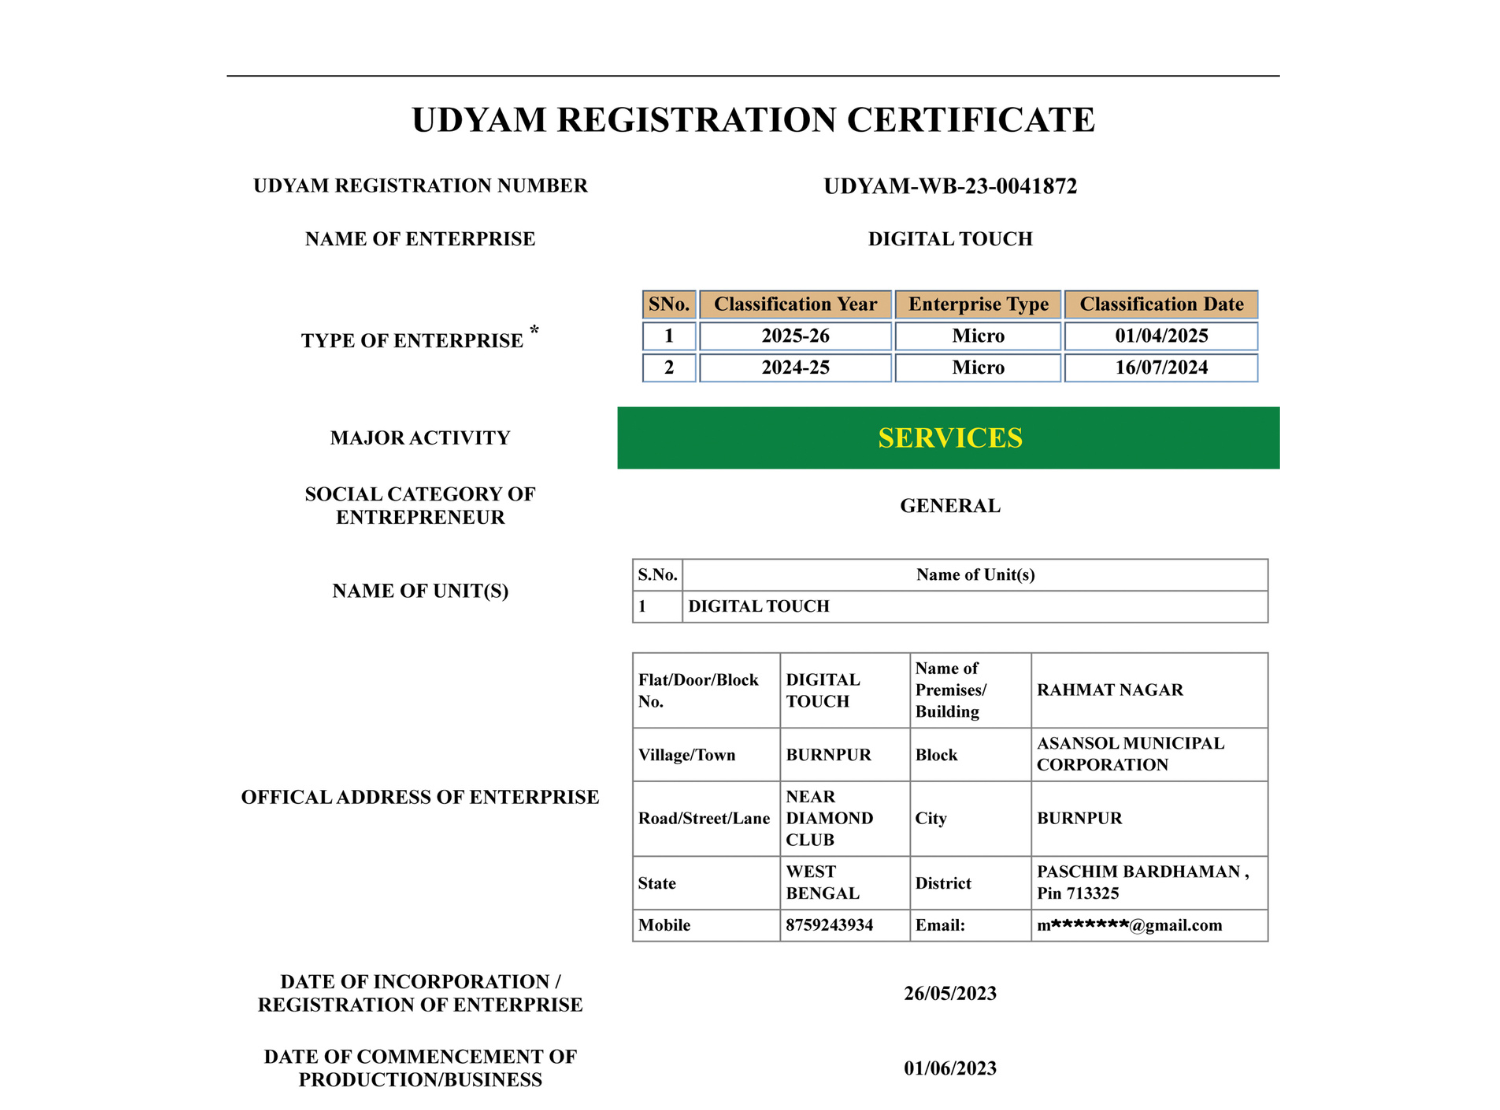 UDYAM REGISTRATION CERTIFICATE
UDYAM REGISTRATION NUMBER UDYAM-WB-23-0041872
NAME OF ENTERPRISE DIGITAL TOUCH
TYPE OF ENTERPRISE *
SNo. Classification Year Enterprise Type Classification Date
1 2025-26 Micro 01/04/2025
2 2024-25 Micro 16/07/2024
MAJOR ACTIVITY SERVICES
SOCIAL CATEGORY OF
ENTREPRENEUR
GENERAL
NAME OF UNIT(S)
S.No. Name of Unit(s)
1 DIGITAL TOUCH
OFFICAL ADDRESS OF ENTERPRISE
Flat/Door/Block
No.
DIGITAL
TOUCH
Name of
Premises/
Building
RAHMAT NAGAR
Village/Town BURNPUR Block
ASANSOL MUNICIPAL
CORPORATION
Road/Street/Lane
NEAR
DIAMOND
CLUB
City BURNPUR
State
WEST
BENGAL
District
PASCHIM BARDHAMAN ,
Pin 713325
Mobile 8759243934 Email: m*******@gmail.com
DATE OF INCORPORATION /
REGISTRATION OF ENTERPRISE
26/05/2023
DATE OF COMMENCEMENT OF
PRODUCTION/BUSINESS
01/06/2023